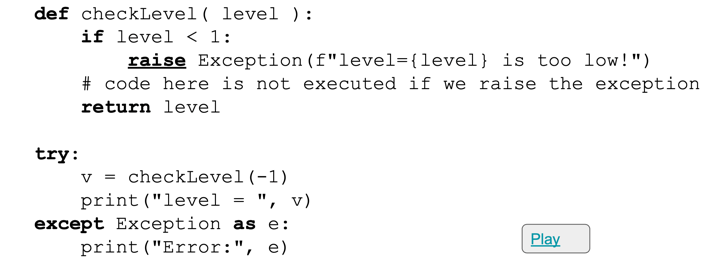 def checkLevel( level ):
    if level < 1:
        raise Exception(f"level={level} is too low!")
    # code here is not executed if we raise the exception
    return level

try:
    v = checkLevel(-1)
    print("level = ", v)
except Exception as e:
    print("Error:", e)
Play